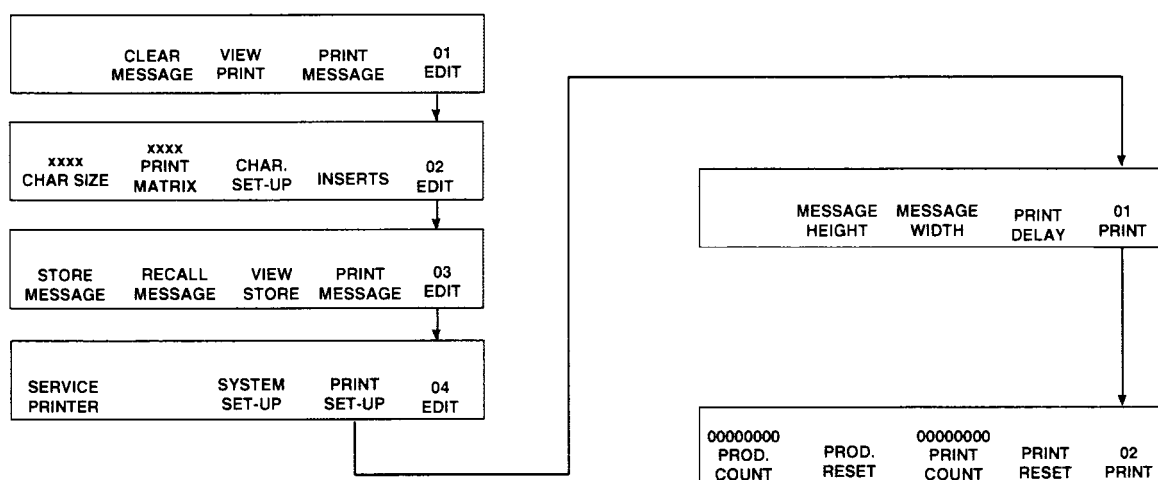 CLEAR MESSAGE
VIEW PRINT
PRINT MESSAGE
01 EDIT
xxxx CHAR SIZE
xxxx PRINT MATRIX
CHAR. SET-UP
INSERTS
02 EDIT
STORE MESSAGE
RECALL MESSAGE
VIEW STORE
PRINT MESSAGE
03 EDIT
SERVICE PRINTER
SYSTEM SET-UP
PRINT SET-UP
04 EDIT
MESSAGE HEIGHT
MESSAGE WIDTH
PRINT DELAY
01 PRINT
00000000 PROD. COUNT
PROD. RESET
00000000 PRINT COUNT
PRINT RESET
02 PRINT